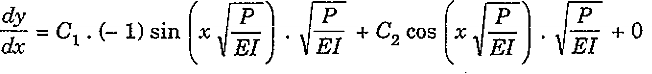 dy/dx = C₁ . (– 1) sin (x √(P/EI)) . √(P/EI) + C₂ cos (x √(P/EI)) . √(P/EI) + 0